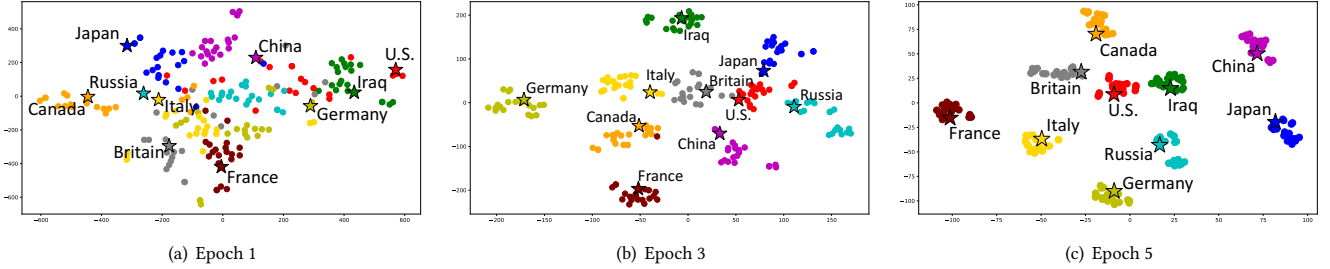 Japan
China
U.S.
Russia
Italy
Iraq
Canada
Germany
Britain
France
400
200
0
−200
−400
−600
−600 −400 −200 0 200 400 600
(a) Epoch 1
Iraq
Japan
Germany
Italy
Britain
Russia
U.S.
Canada
China
France
200
100
0
−100
−200
−200 −150 −100 −50 0 50 100 150
(b) Epoch 3
Canada
China
Britain
U.S.
Iraq
France
Italy
Japan
Russia
Germany
100
75
50
25
0
−25
−50
−75
−100
−100 −75 −50 −25 0 25 50 75 100
(c) Epoch 5